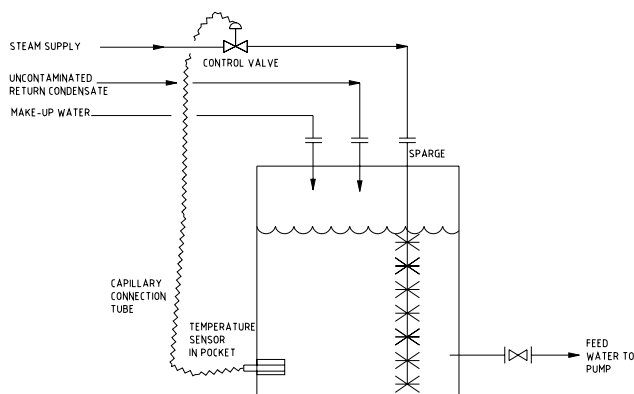 STEAM SUPPLY
CONTROL VALVE
UNCONTAMINATED
RETURN CONDENSATE
MAKE-UP WATER
SPARGE
CAPILLARY
CONNECTION
TUBE
TEMPERATURE
SENSOR
IN POCKET
FEED
WATER TO
PUMP